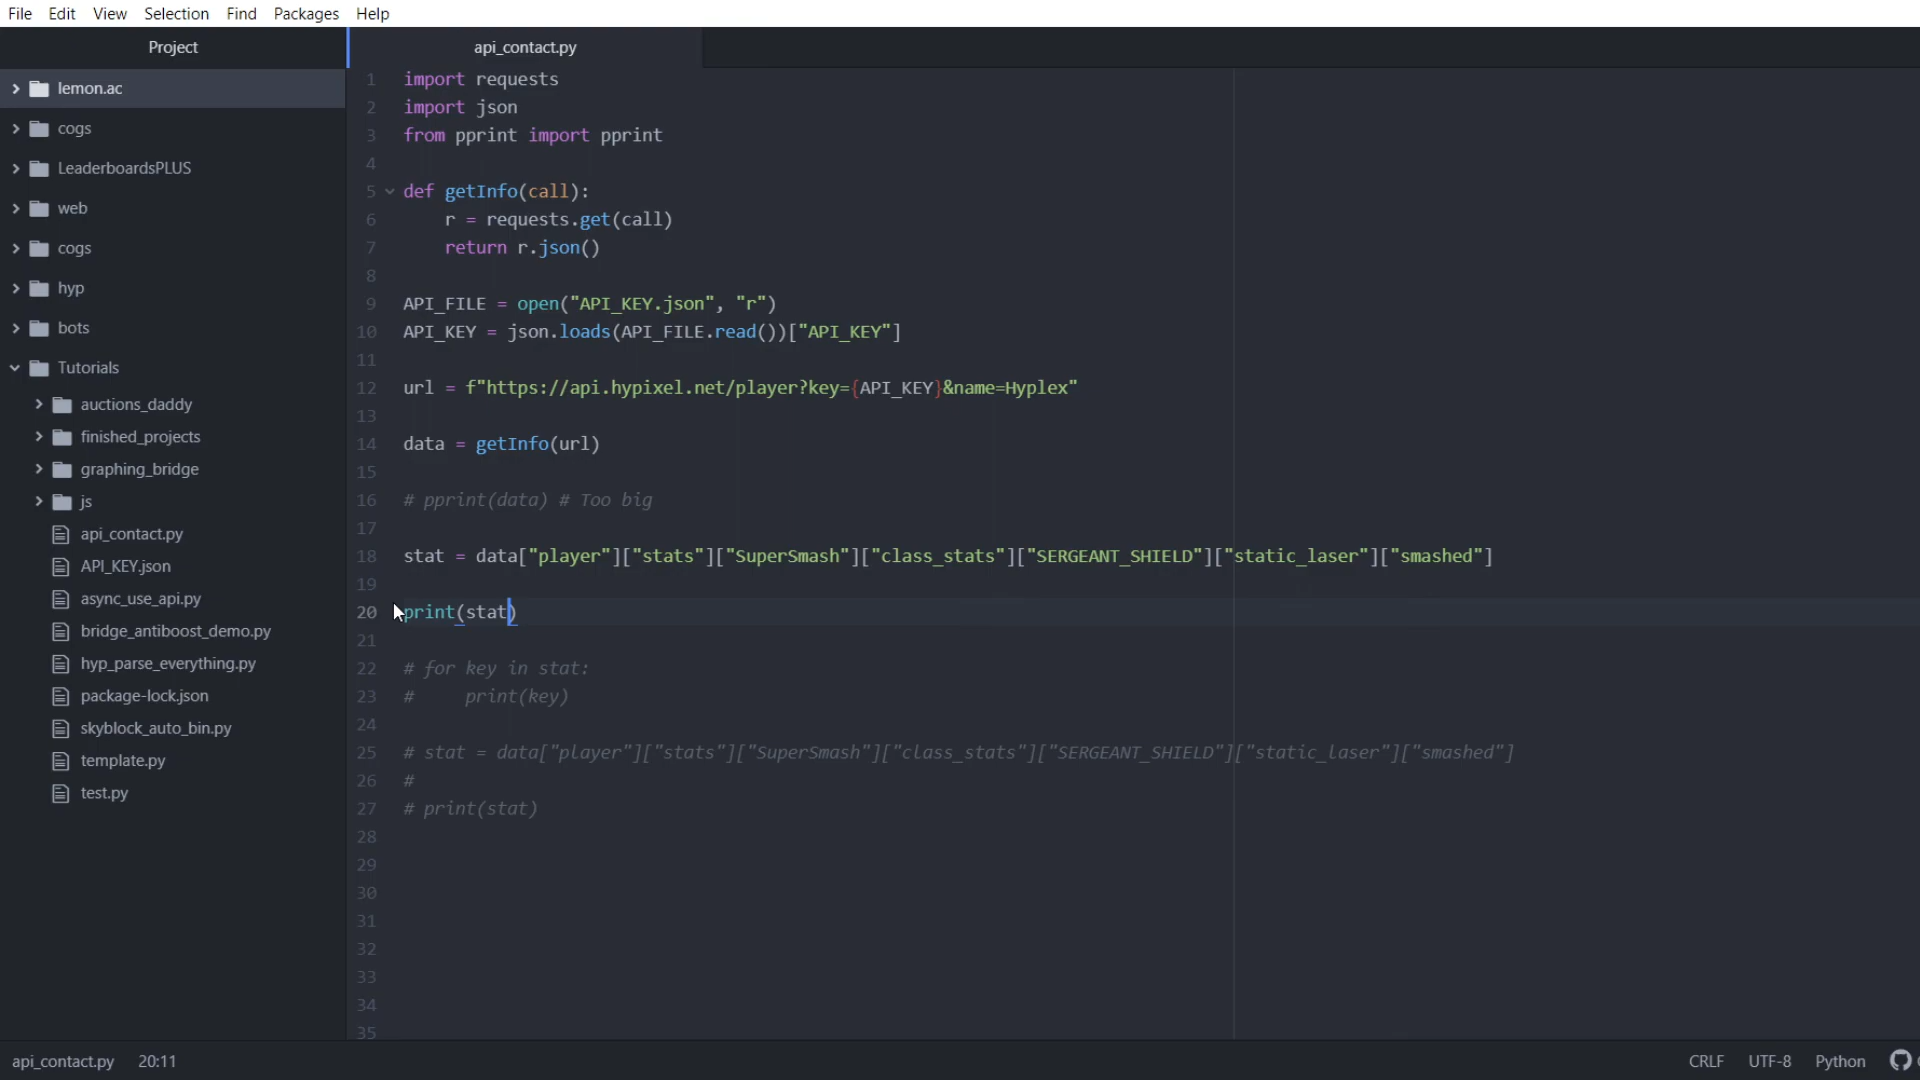 File Edit View Selection Find Packages Help
Project
lemon.ac
cogs
LeaderboardsPLUS
web
cogs
hyp
bots
Tutorials
auctions_daddy
finished_projects
graphing_bridge
js
api_contact.py
API_KEY.json
async_use_api.py
bridge_antiboost_demo.py
hyp_parse_everything.py
package-lock.json
skyblock_auto_bin.py
template.py
test.py
api_contact.py
1 import requests
2 import json
3 from pprint import pprint
4
5 def getInfo(call):
6     r = requests.get(call)
7     return r.json()
8
9 API_FILE = open("API_KEY.json", "r")
10 API_KEY = json.loads(API_FILE.read())["API_KEY"]
11
12 url = f"https://api.hypixel.net/player?key={API_KEY}&name=Hyplex"
13
14 data = getInfo(url)
15
16 # pprint(data) # Too big
17
18 stat = data["player"]["stats"]["SuperSmash"]["class_stats"]["SERGEANT_SHIELD"]["static_laser"]["smashed"]
19
20 print(stat)
21
22 # for key in stat:
23 #     print(key)
24
25 # stat = data["player"]["stats"]["SuperSmash"]["class_stats"]["SERGEANT_SHIELD"]["static_laser"]["smashed"]
26 #
27 # print(stat)
28
29
30
31
32
33
34
35
api_contact.py 20:11 CRLF UTF-8 Python